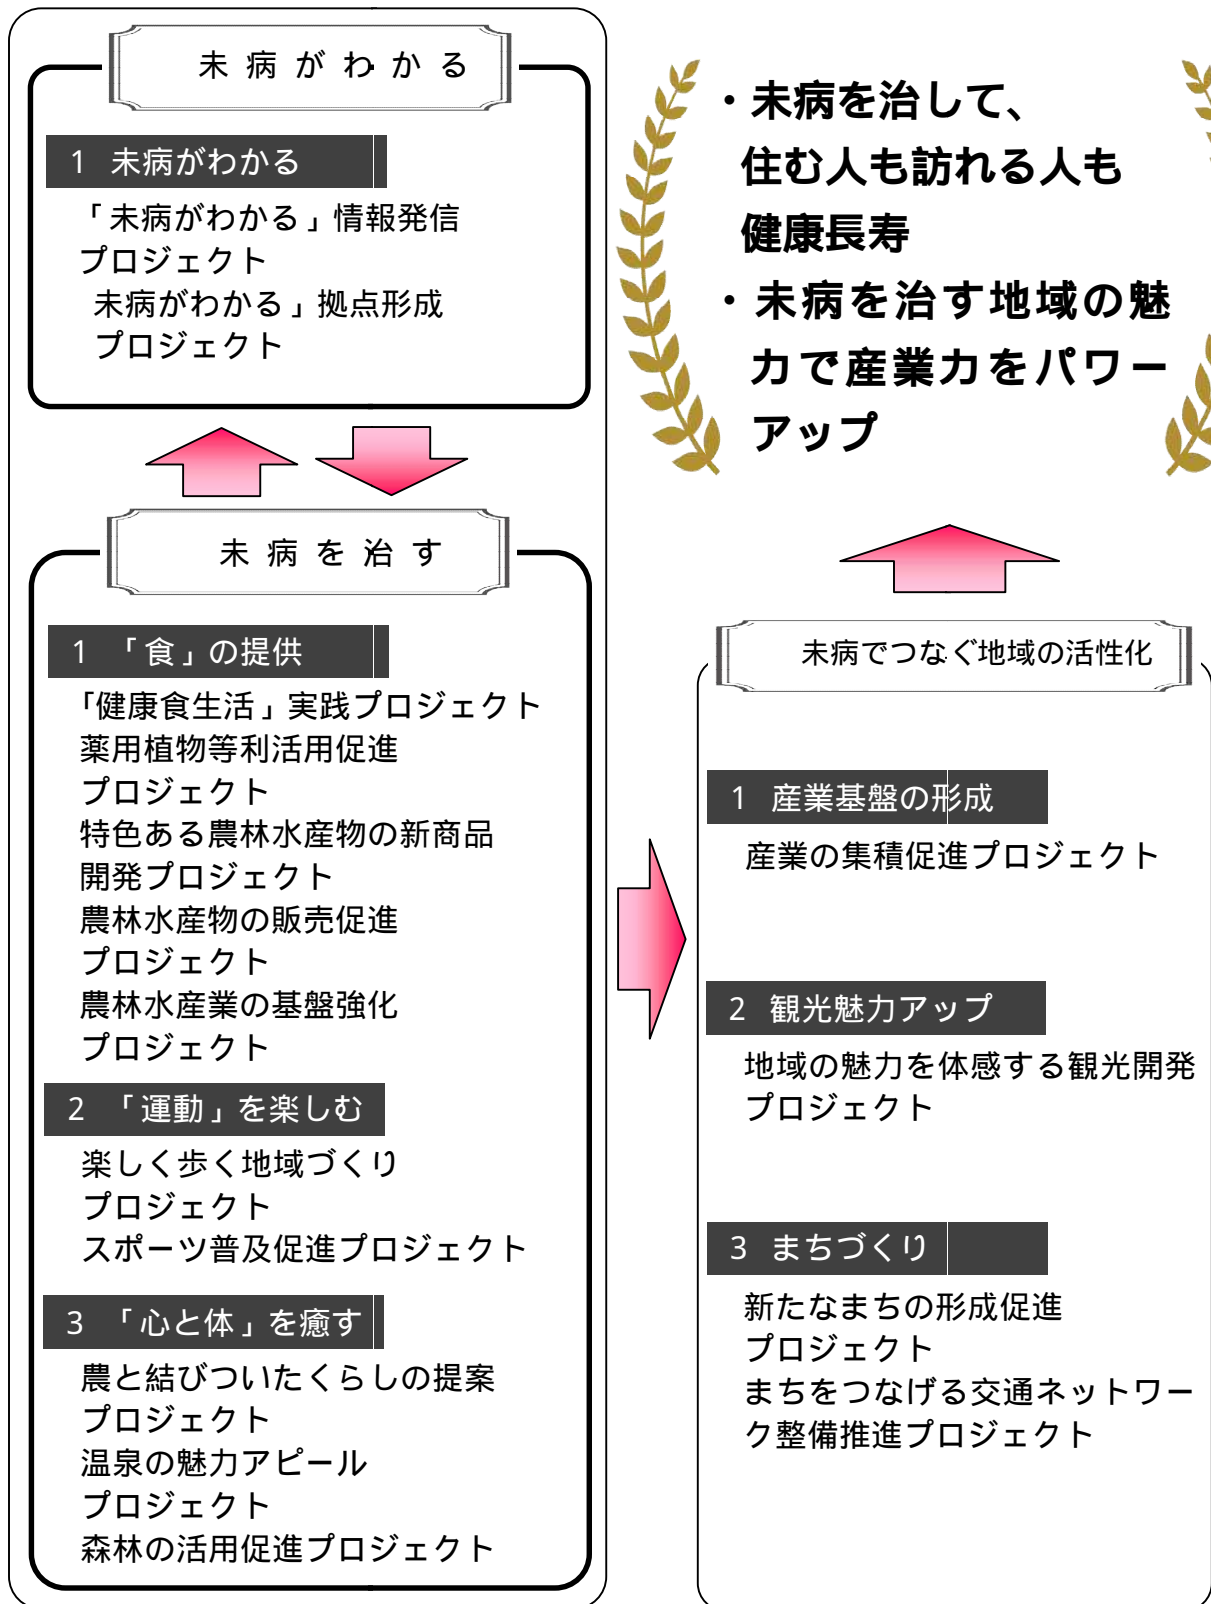 未病がわかる
1 未病がわかる
「未病がわかる」情報発信
プロジェクト
未病がわかる」拠点形成
プロジェクト
未病を治す
1 「食」の提供
「健康食生活」実践プロジェクト
薬用植物等利活用促進
プロジェクト
特色ある農林水産物の新商品
開発プロジェクト
農林水産物の販売促進
プロジェクト
農林水産業の基盤強化
プロジェクト
2 「運動」を楽しむ
楽しく歩く地域づくり
プロジェクト
スポーツ普及促進プロジェクト
3 「心と体」を癒す
農と結びついたくらしの提案
プロジェクト
温泉の魅力アピール
プロジェクト
森林の活用促進プロジェクト
・未病を治して、
住む人も訪れる人も
健康長寿
・未病を治す地域の魅
力で産業力をパワー
アップ
未病でつなぐ地域の活性化
1 産業基盤の形成
産業の集積促進プロジェクト
2 観光魅力アップ
地域の魅力を体感する観光開発
プロジェクト
3 まちづくり
新たなまちの形成促進
プロジェクト
まちをつなげる交通ネットワー
ク整備推進プロジェクト